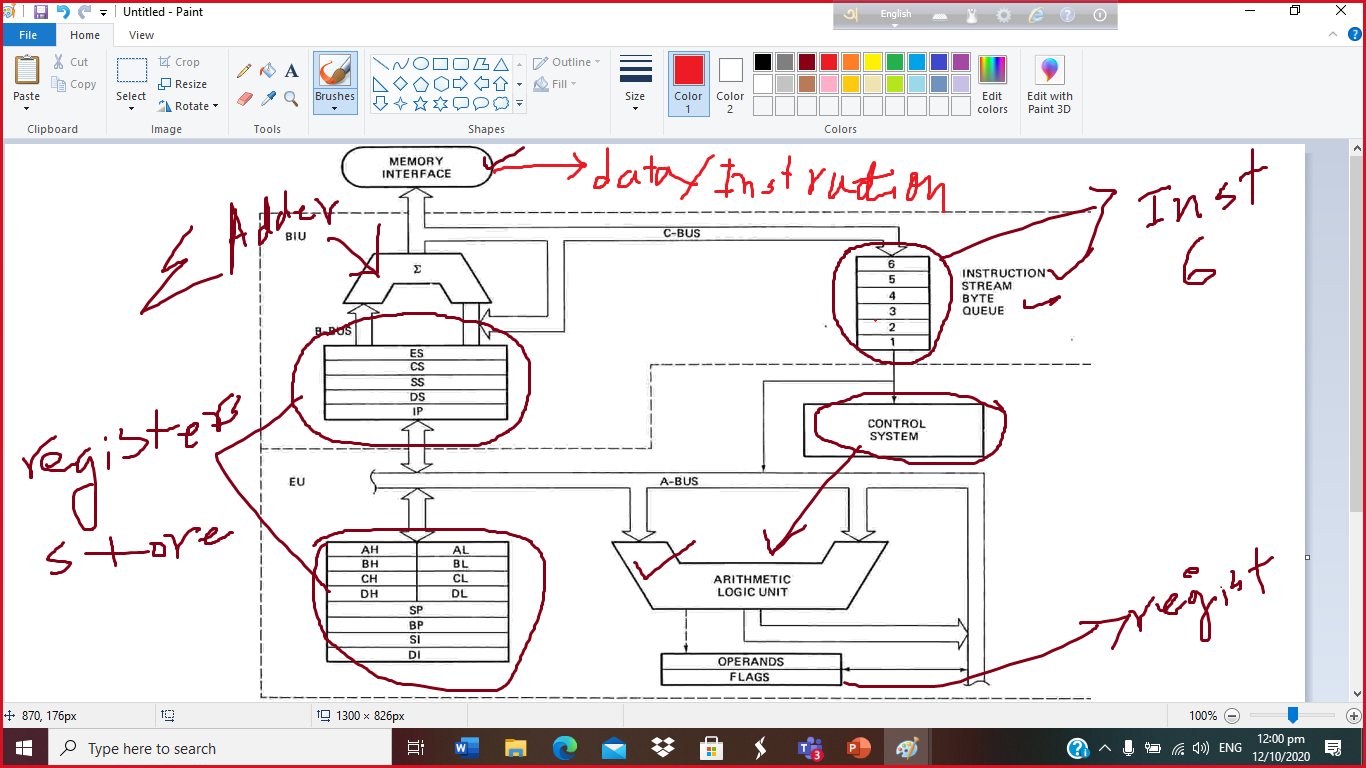 Untitled - Paint
English
File
Home
View
Paste
Cut
Copy
Clipboard
Select
Crop
Resize
Rotate
Image
A
Tools
Brushes
Shapes
Outline
Fill
Size
Color
1
Color
2
Colors
Edit
colors
Edit with
Paint 3D
MEMORY
INTERFACE
data/Instruction
Inst
6
Adder
Σ
BIU
C-BUS
Σ
6
5
4
3
2
1
INSTRUCTION
STREAM
BYTE
QUEUE
B-BUS
ES
CS
SS
DS
IP
CONTROL
SYSTEM
registers
store
EU
A-BUS
AH AL
BH BL
CH CL
DH DL
SP
BP
SI
DI
ARITHMETIC
LOGIC UNIT
OPERANDS
FLAGS
regist
870, 176px
1300 × 826px
100%
Type here to search
3
ENG
12:00 pm
12/10/2020